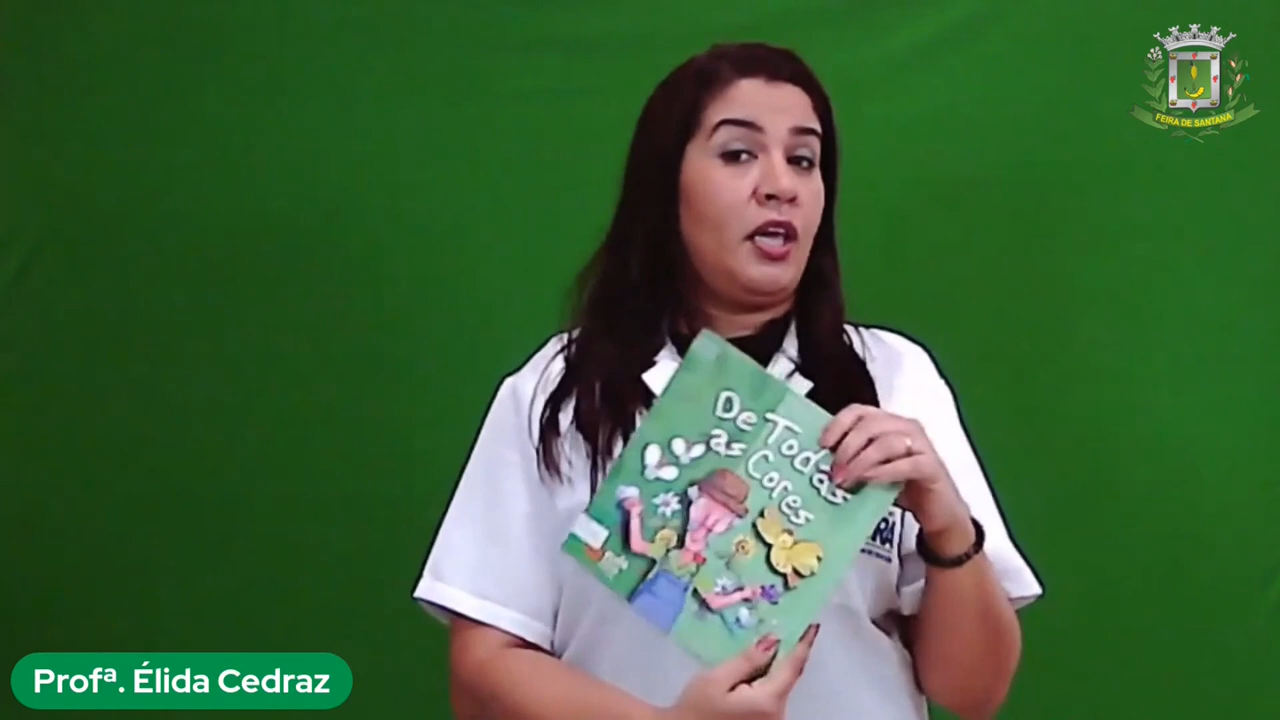 FEIRA DE SANTANA
De Todas
as Cores
Profª. Élida Cedraz